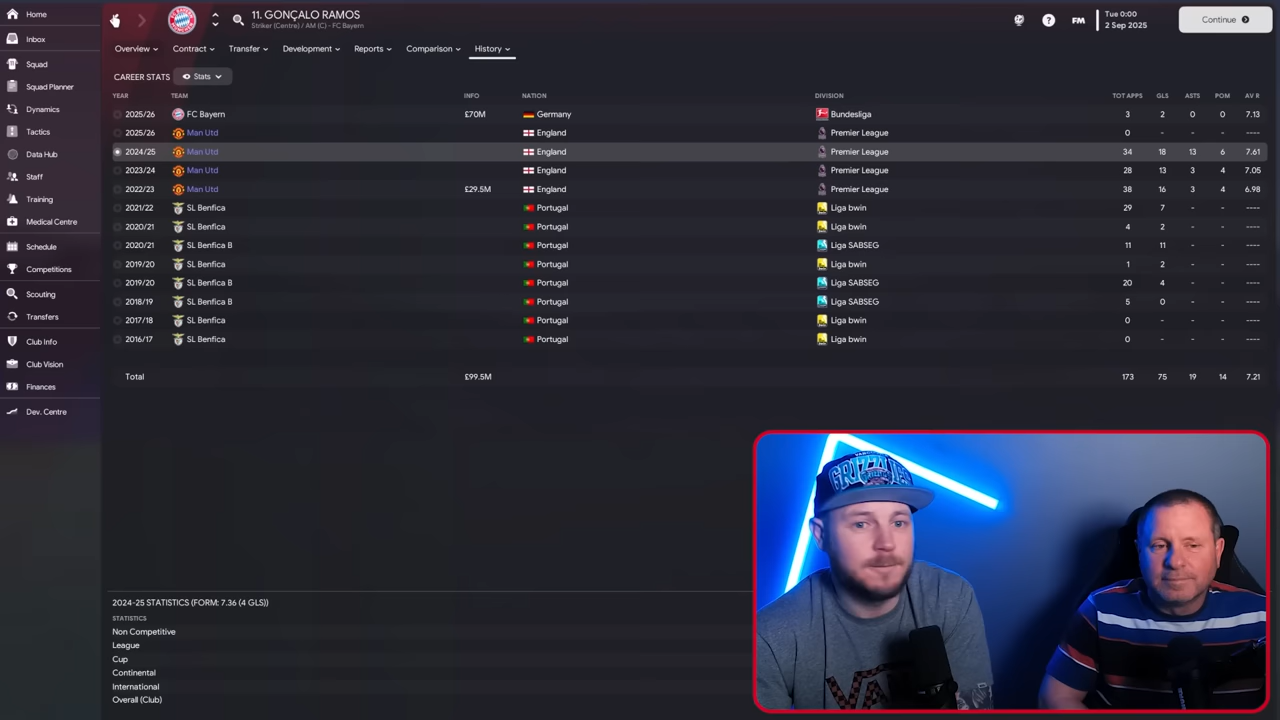 Home
Inbox
Squad
Squad Planner
Dynamics
Tactics
Data Hub
Staff
Training
Medical Centre
Schedule
Competitions
Scouting
Transfers
Club Info
Club Vision
Finances
Dev. Centre
11. GONÇALO RAMOS
Striker (Centre) / AM (C) - FC Bayern
FM
Tue 0:00
2 Sep 2025
Continue
Overview Contract Transfer Development Reports Comparison History
CAREER STATS Stats
YEAR TEAM INFO NATION DIVISION TOT APPS GLS ASTS POM AV R
2025/26 FC Bayern £70M Germany Bundesliga 3 2 0 0 7.13
2025/26 Man Utd England Premier League 0 - - - ----
2024/25 Man Utd England Premier League 34 18 13 6 7.61
2023/24 Man Utd England Premier League 28 13 3 4 7.05
2022/23 Man Utd £29.5M England Premier League 38 16 3 4 6.98
2021/22 SL Benfica Portugal Liga bwin 29 7 - - ----
2020/21 SL Benfica Portugal Liga bwin 4 2 - - ----
2020/21 SL Benfica B Portugal Liga SABSEG 11 11 - - ----
2019/20 SL Benfica Portugal Liga bwin 1 2 - - ----
2019/20 SL Benfica B Portugal Liga SABSEG 20 4 - - ----
2018/19 SL Benfica B Portugal Liga SABSEG 5 0 - - ----
2017/18 SL Benfica Portugal Liga bwin 0 - - - ----
2016/17 SL Benfica Portugal Liga bwin 0 - - - ----
Total £99.5M 173 75 19 14 7.21
2024-25 STATISTICS (FORM: 7.36 (4 GLS))
STATISTICS
Non Competitive
League
Cup
Continental
International
Overall (Club)
GRIZZLIES